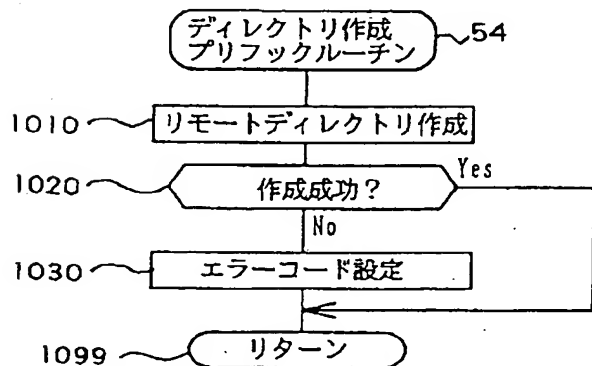 ディレクトリ作成
プリフックルーチン
54
1010
リモートディレクトリ作成
1020
作成成功?
Yes
No
1030
エラーコード設定
1099
リターン